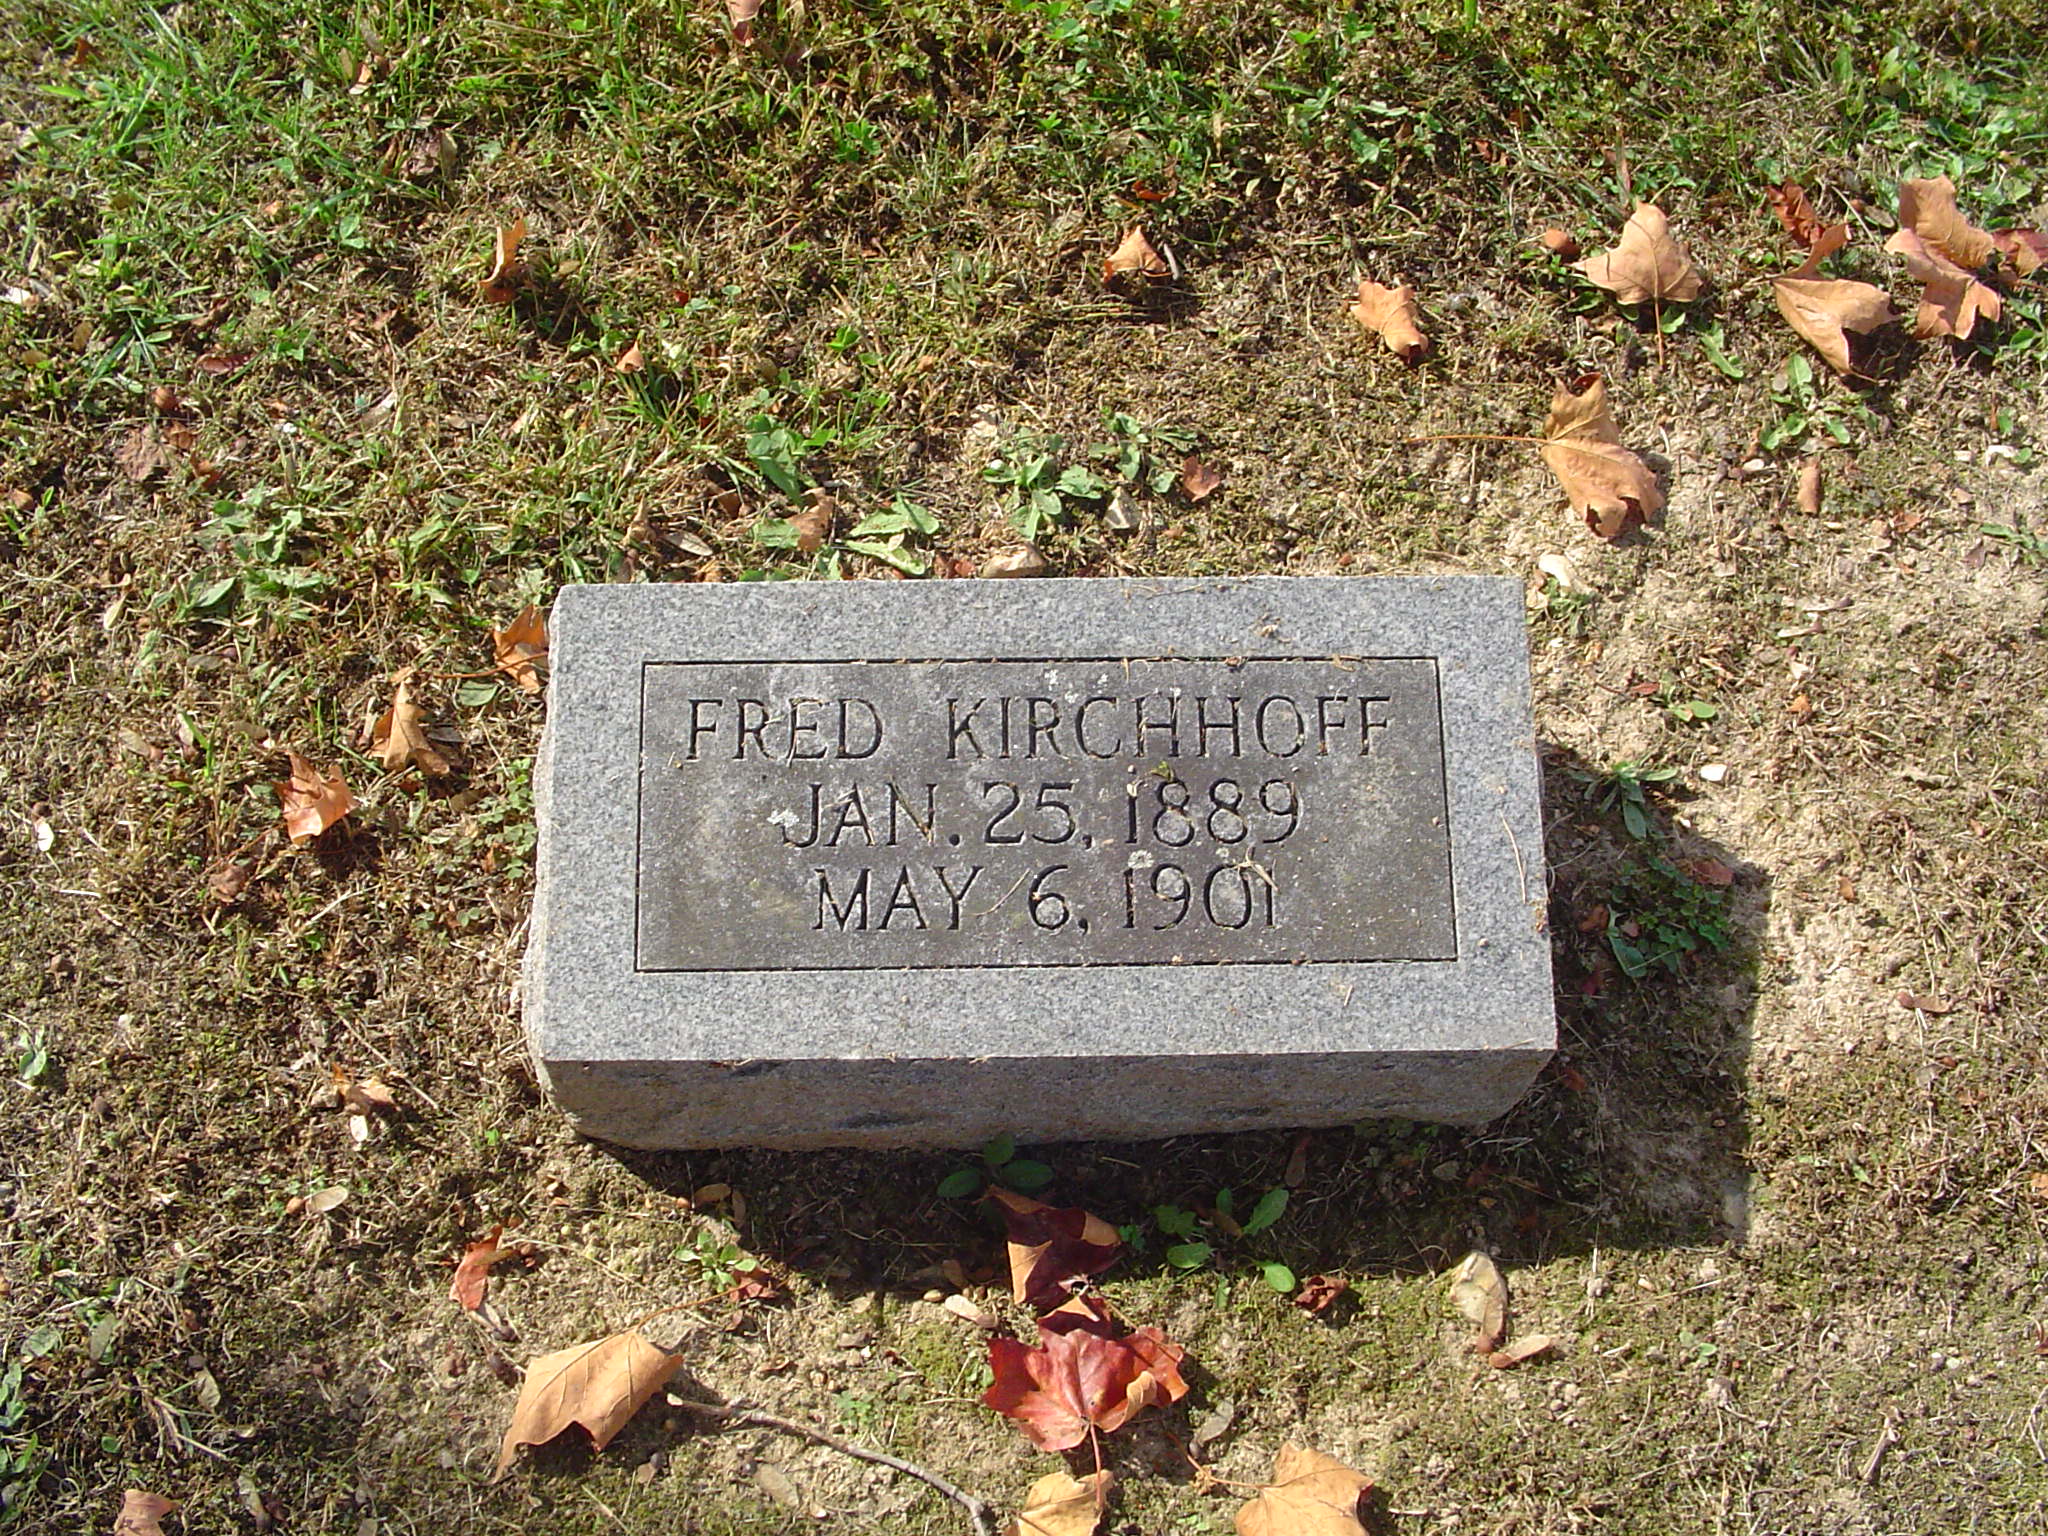 FRED KIRCHHOFF
JAN. 25, 1889
MAY 6, 1901